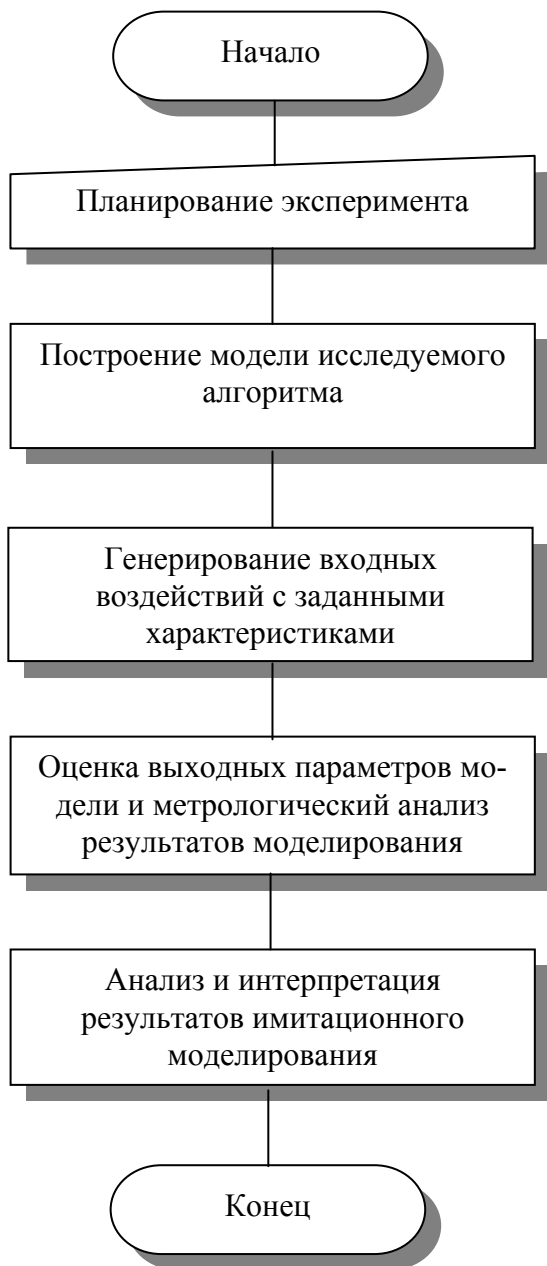 Начало
Планирование эксперимента
Построение модели исследуемого
алгоритма
Генерирование входных
воздействий с заданными
характеристиками
Оценка выходных параметров мо-
дели и метрологический анализ
результатов моделирования
Анализ и интерпретация
результатов имитационного
моделирования
Конец